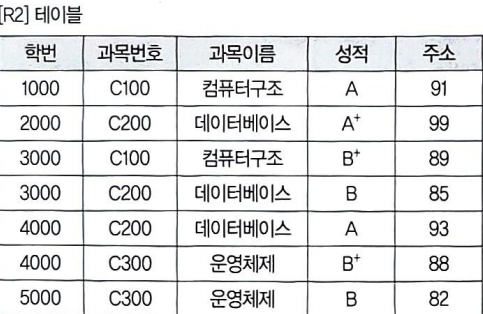 [R2] 테이블
학번 과목번호 과목이름 성적 주소
1000 C100 컴퓨터구조 A 91
2000 C200 데이터베이스 A⁺ 99
3000 C100 컴퓨터구조 B⁺ 89
3000 C200 데이터베이스 B 85
4000 C200 데이터베이스 A 93
4000 C300 운영체제 B⁺ 88
5000 C300 운영체제 B 82